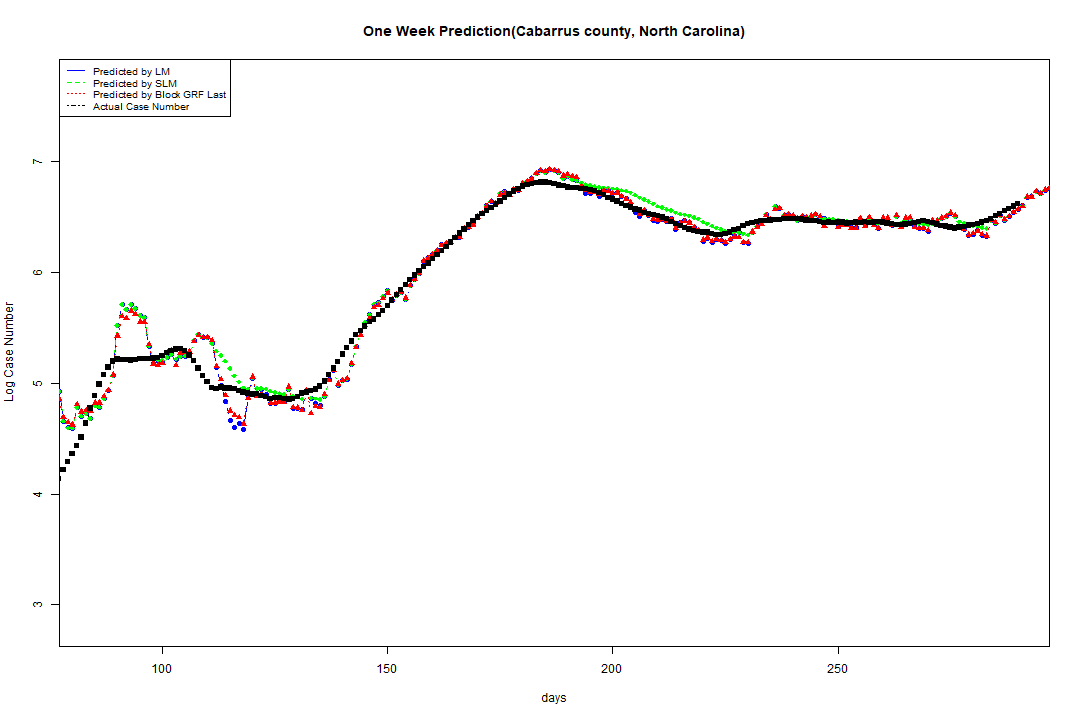 One Week Prediction(Cabarrus county, North Carolina)
Predicted by LM
Predicted by SLM
Predicted by Block GRF Last
Actual Case Number
Log Case Number
7
6
5
4
3
100 150 200 250
days